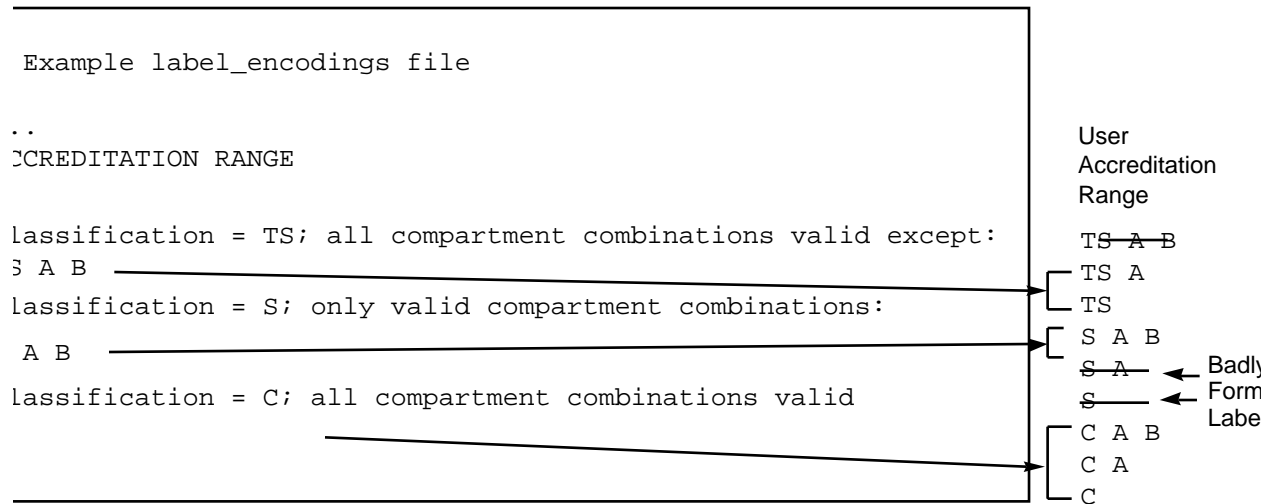 Example label_encodings file
..
CCREDITATION RANGE
lassification = TS; all compartment combinations valid except:
S A B
lassification = S; only valid compartment combinations:
A B
lassification = C; all compartment combinations valid
User
Accreditation
Range
TS A B
TS A
TS
S A B
S A
S
C A B
C A
C
Badly
Form
Labe